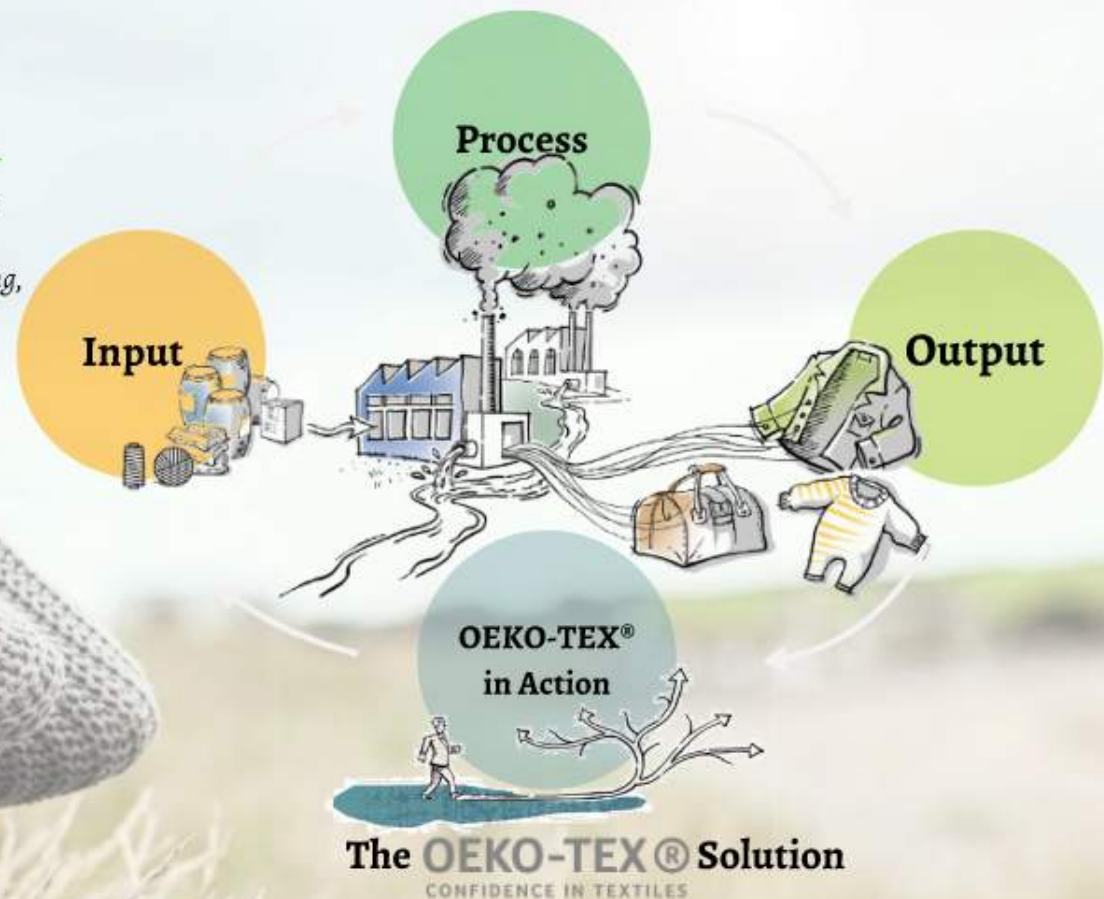 Process
Input
Output
OEKO-TEX®
in Action
The OEKO-TEX® Solution
CONFIDENCE IN TEXTILES